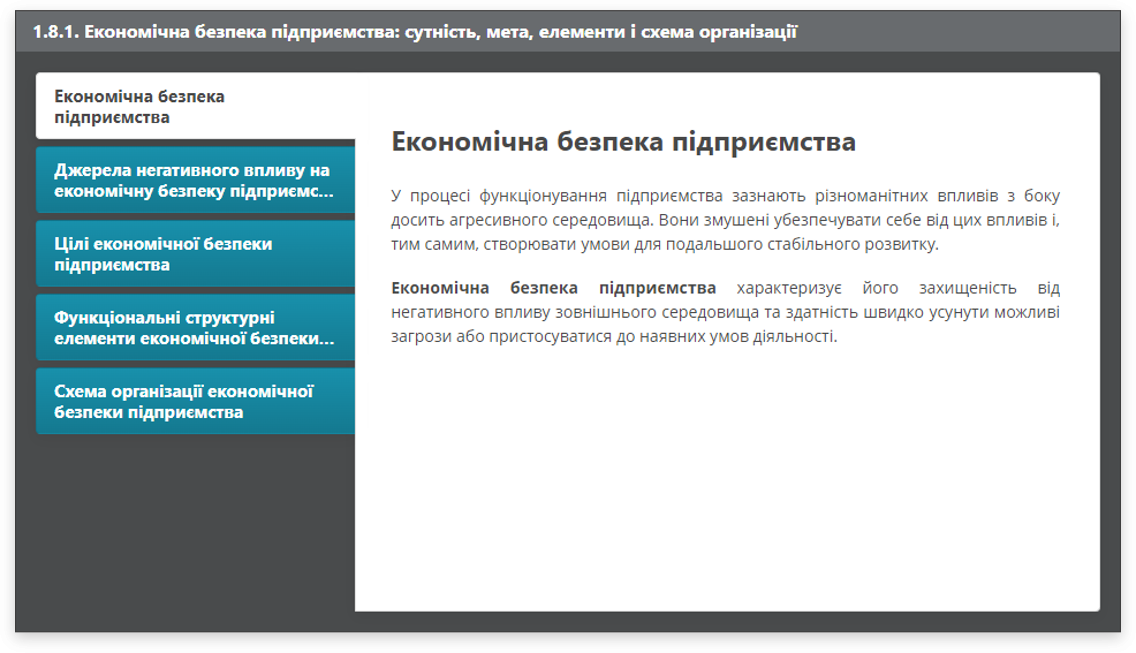 1.8.1. Економічна безпека підприємства: сутність, мета, елементи і схема організації
Економічна безпека
підприємства
Джерела негативного впливу на
економічну безпеку підприємс...
Цілі економічної безпеки
підприємства
Функціональні структурні
елементи економічної безпеки...
Схема організації економічної
безпеки підприємства
Економічна безпека підприємства
У процесі функціонування підприємства зазнають різноманітних впливів з боку
досить агресивного середовища. Вони змушені убезпечувати себе від цих впливів і,
тим самим, створювати умови для подальшого стабільного розвитку.
Економічна безпека підприємства характеризує його захищеність від
негативного впливу зовнішнього середовища та здатність швидко усунути можливі
загрози або пристосуватися до наявних умов діяльності.